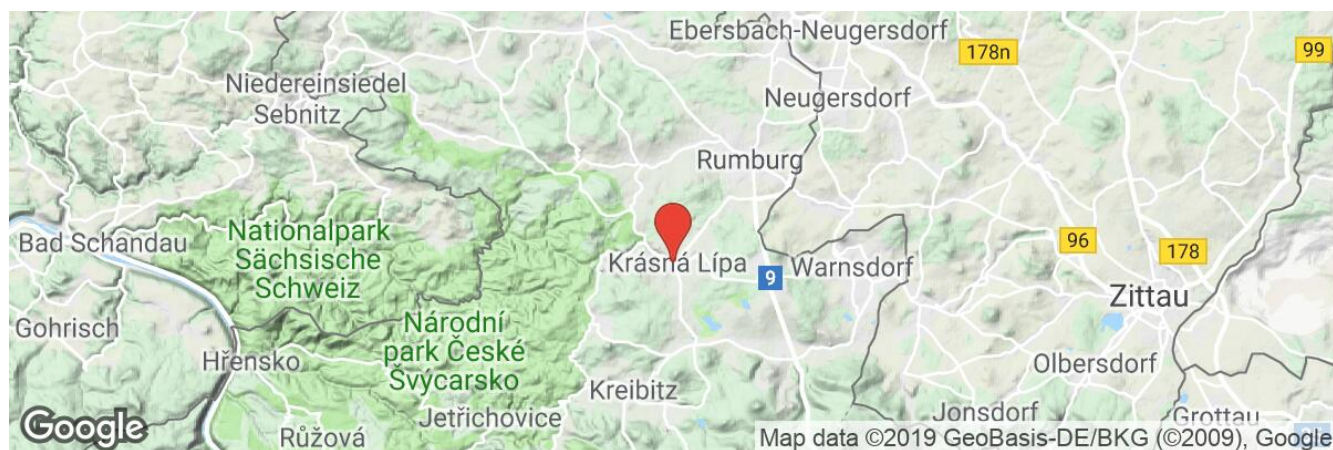 Ebersbach-Neugersdorf
178n
99
Niedereinsiedel
Sebnitz
Neugersdorf
Rumburg
Bad Schandau
Nationalpark
Sächsische
Schweiz
Krásná Lípa
9
Warnsdorf
96
178
Zittau
Gohrisch
Hřensko
Národní
park České
Švýcarsko
Kreibitz
Olbersdorf
Jetřichovice
Jonsdorf
Grottau
Růžová
Google
Map data ©2019 GeoBasis-DE/BKG (©2009), Google